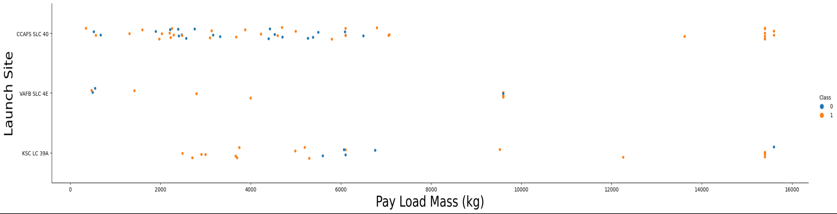 CCAFS SLC 40
VAFB SLC 4E
KSC LC 39A
Launch Site
0 2000 4000 6000 8000 10000 12000 14000 16000
Pay Load Mass (kg)
Class
0
1